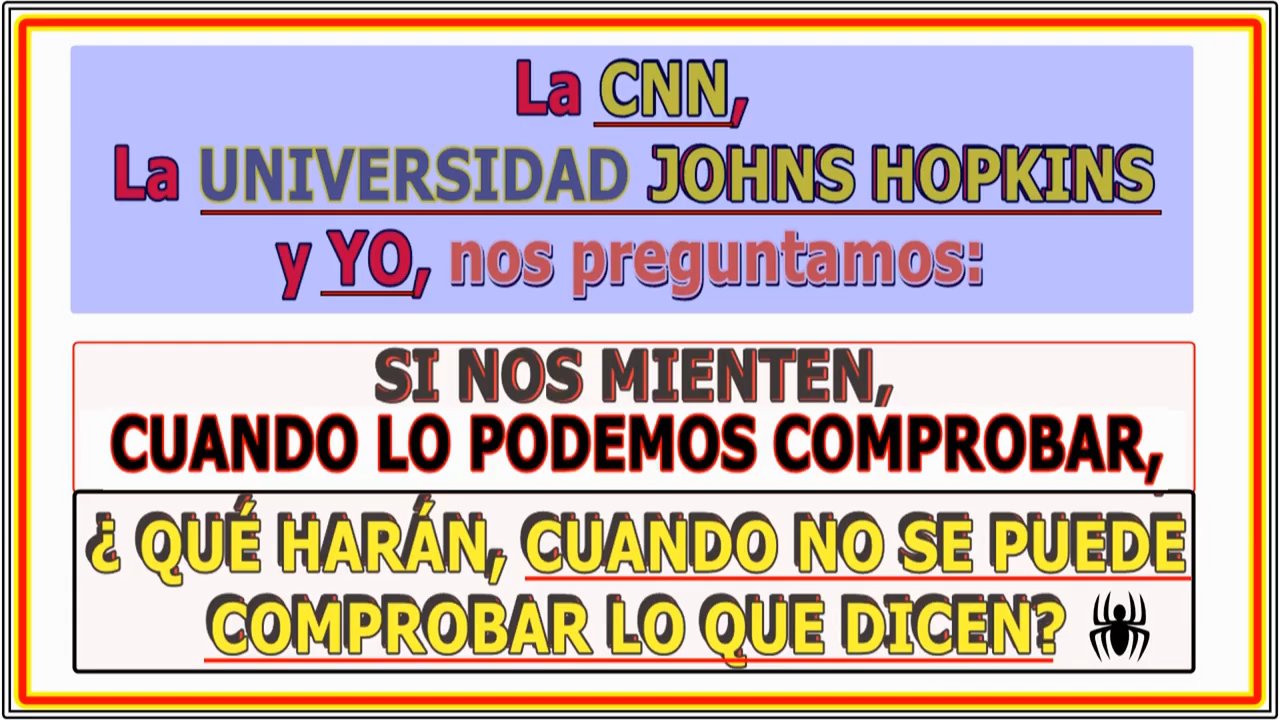 La CNN,
La UNIVERSIDAD JOHNS HOPKINS
y YO, nos preguntamos:
SI NOS MIENTEN,
CUANDO LO PODEMOS COMPROBAR,
¿ QUÉ HARÁN, CUANDO NO SE PUEDE
COMPROBAR LO QUE DICEN?